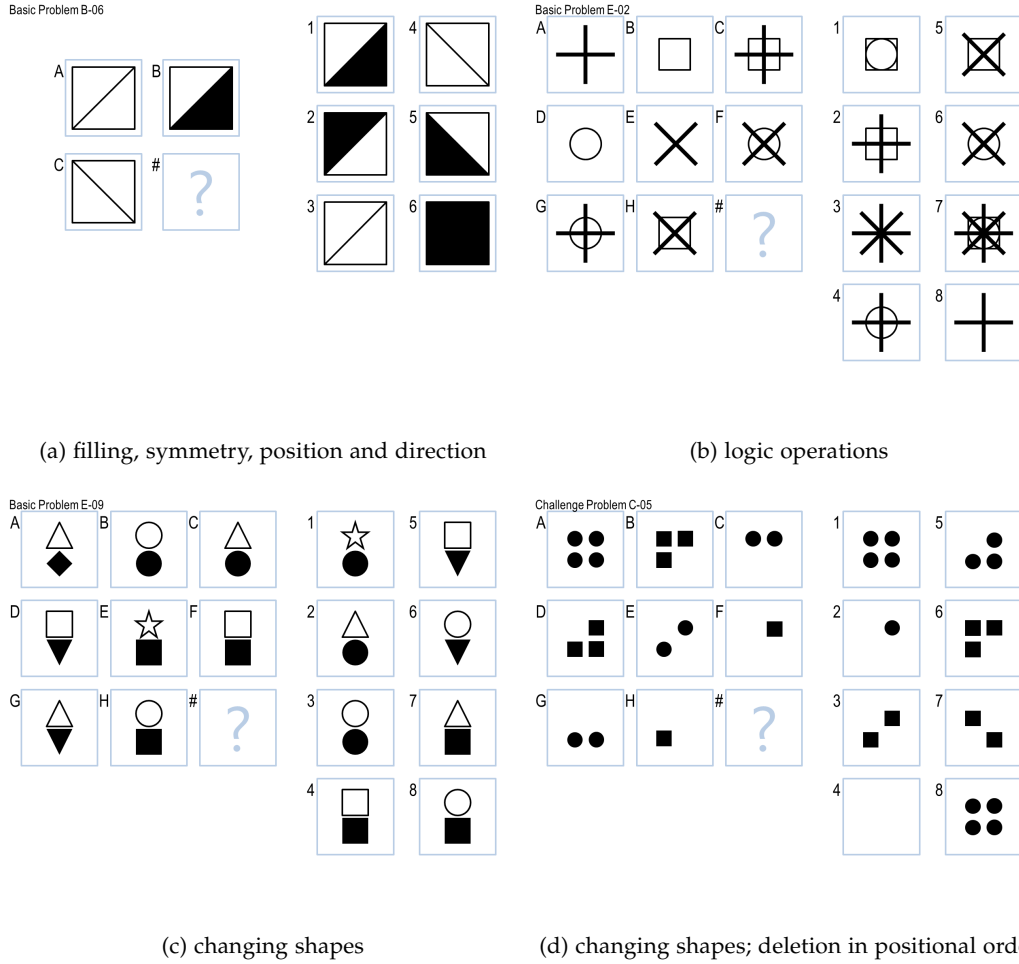 Basic Problem B-06
A
B
C
#
?
1
4
2
5
3
6
(a) filling, symmetry, position and direction
Basic Problem E-02
A
B
C
D
E
F
G
H
#
?
1
5
2
6
3
7
4
8
(b) logic operations
Basic Problem E-09
A
B
C
D
E
F
G
H
#
?
1
5
2
6
3
7
4
8
(c) changing shapes
Challenge Problem C-05
A
B
C
D
E
F
G
H
#
?
1
5
2
6
3
7
4
8
(d) changing shapes; deletion in positional